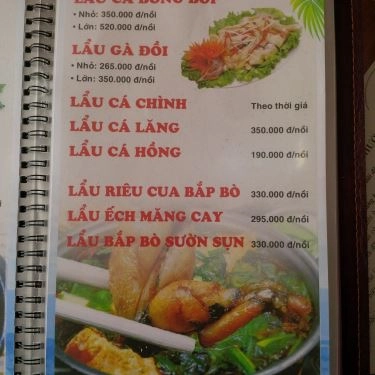 • Nhỏ: 350.000 đ/nồi
• Lớn: 520.000 đ/nồi
LẨU GÀ ĐỒI
• Nhỏ: 265.000 đ/nồi
• Lớn: 350.000 đ/nồi
LẨU CÁ CHÌNH Theo thời giá
LẨU CÁ LĂNG 350.000 đ/nồi
LẨU CÁ HỒNG 190.000 đ/nồi
LẨU RIÊU CUA BẮP BÒ 330.000 đ/nồi
LẨU ẾCH MĂNG CAY 295.000 đ/nồi
LẨU BẮP BÒ SƯỜN SỤN 330.000 đ/nồi